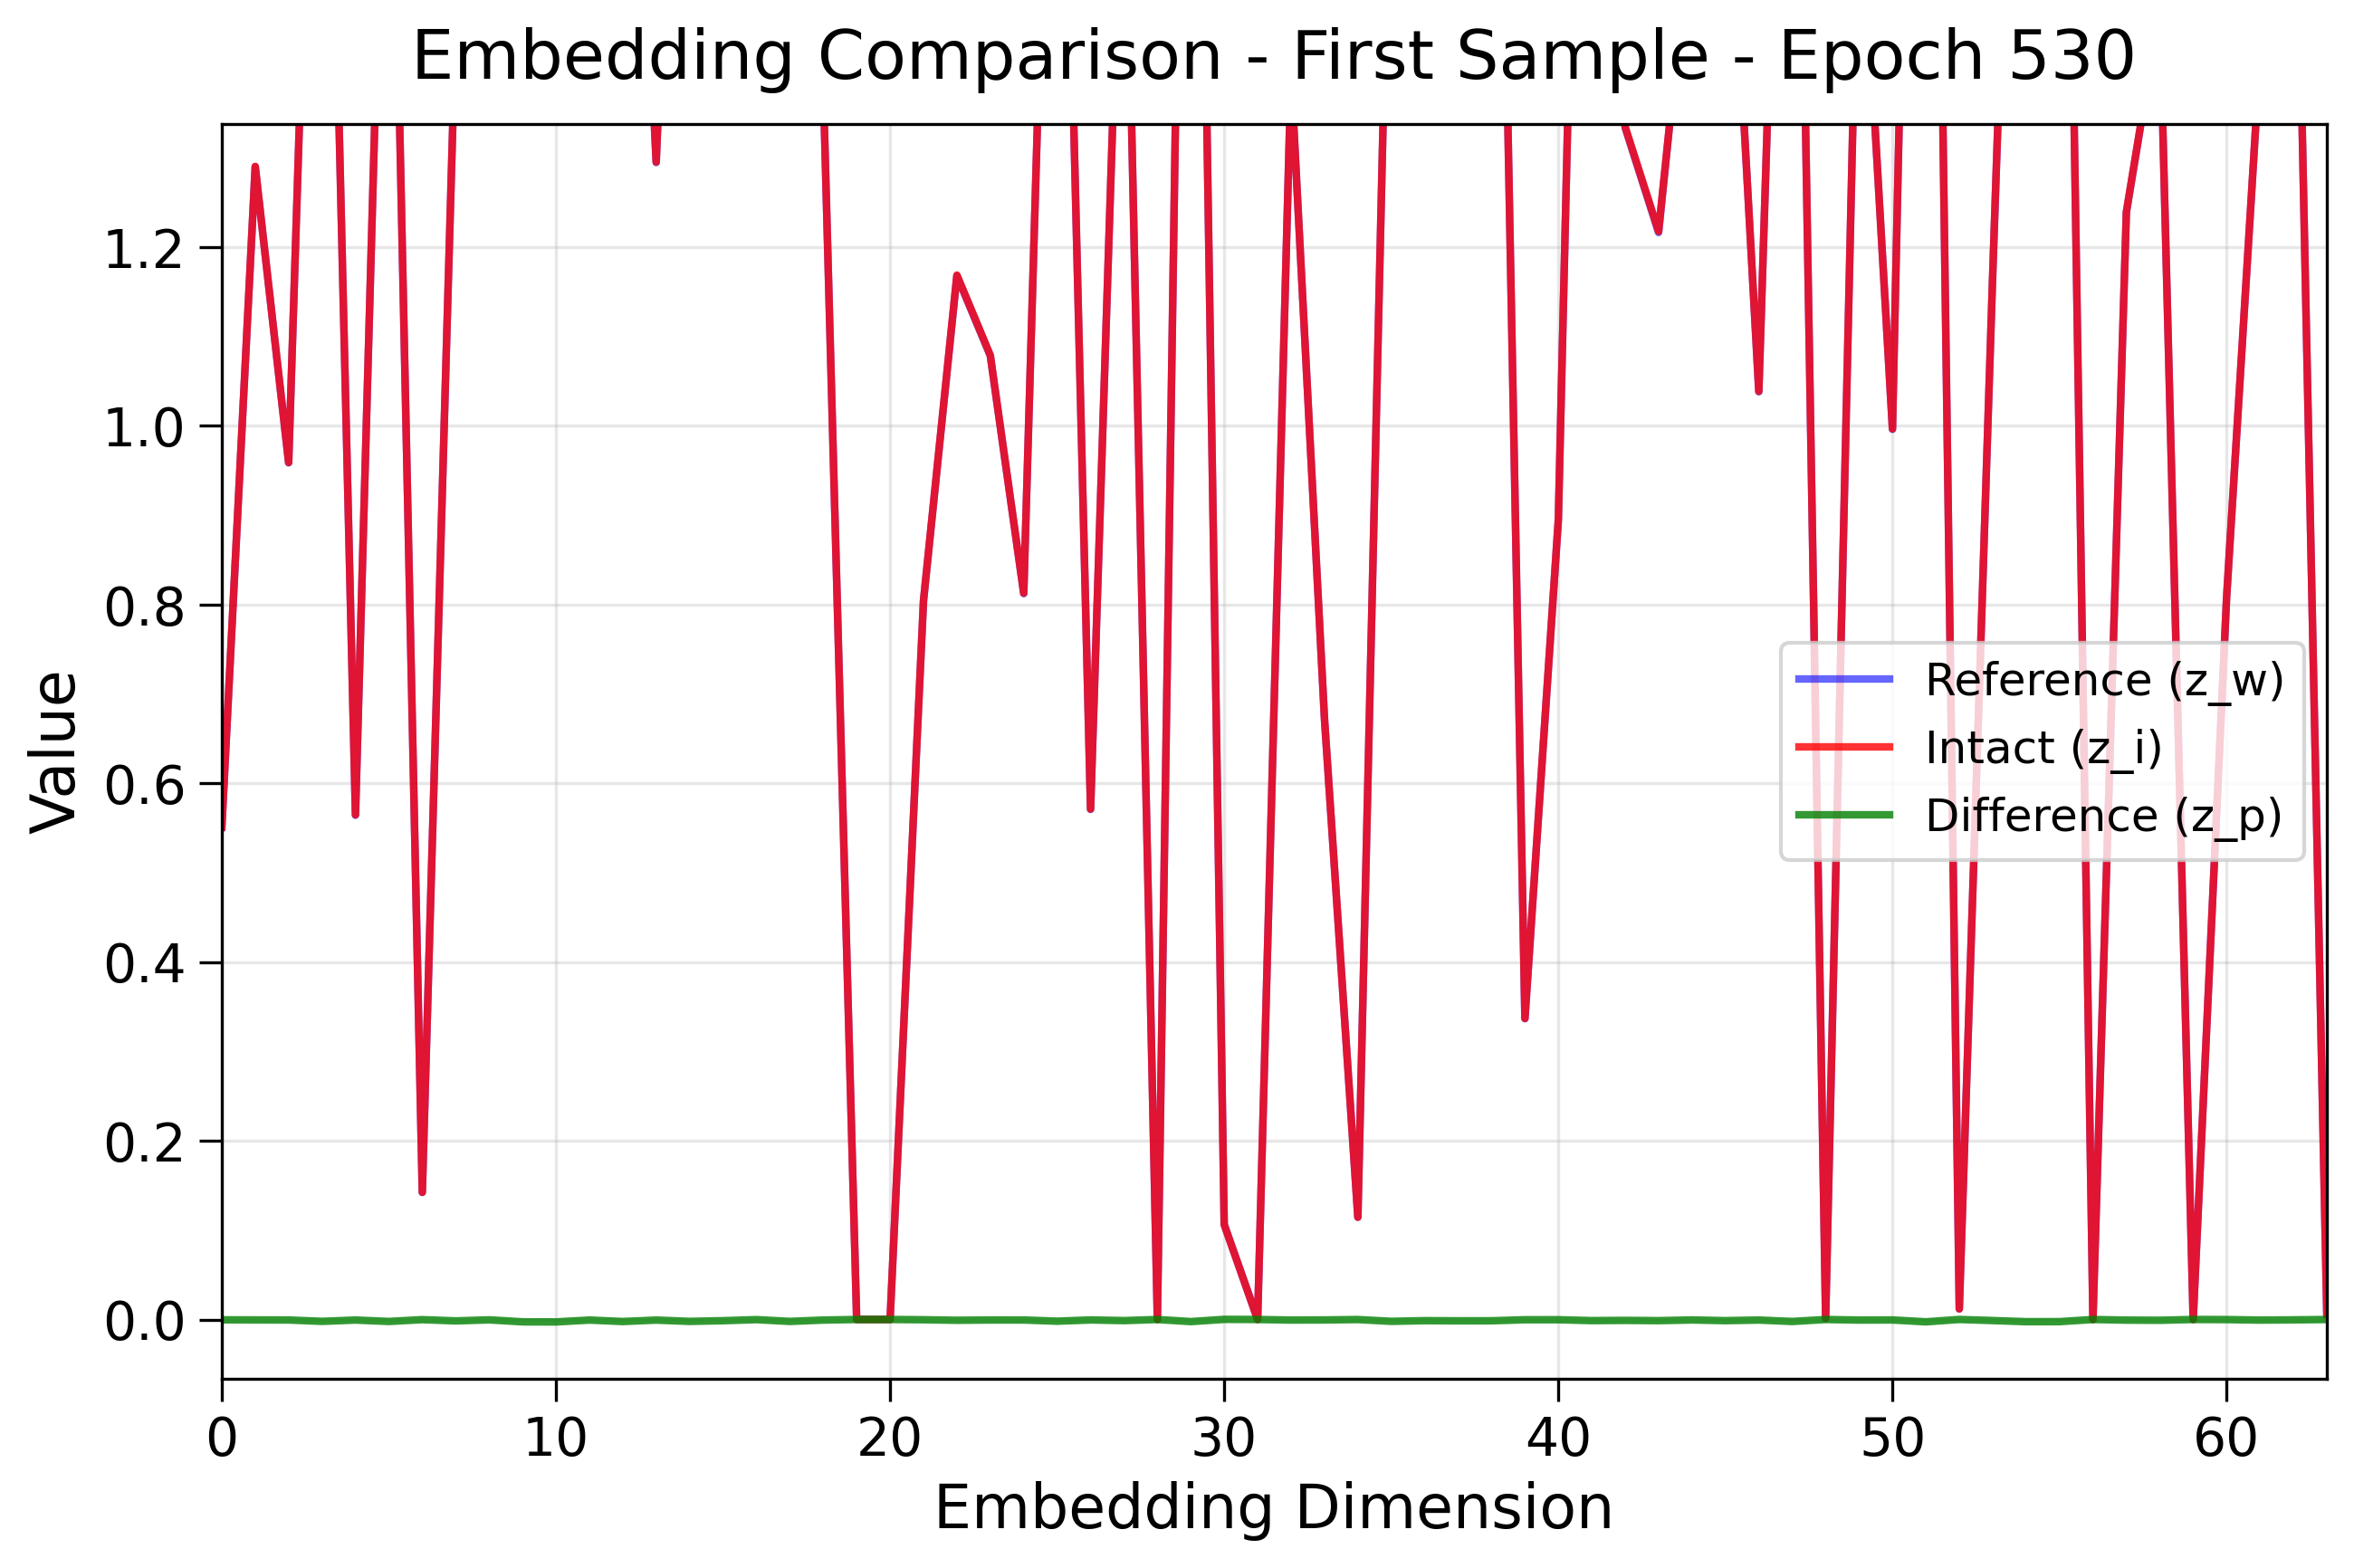 Embedding Comparison - First Sample - Epoch 530
1.2
1.0
0.8
0.6
0.4
0.2
0.0
Value
Reference (z_w)
Intact (z_i)
Difference (z_p)
0 10 20 30 40 50 60
Embedding Dimension